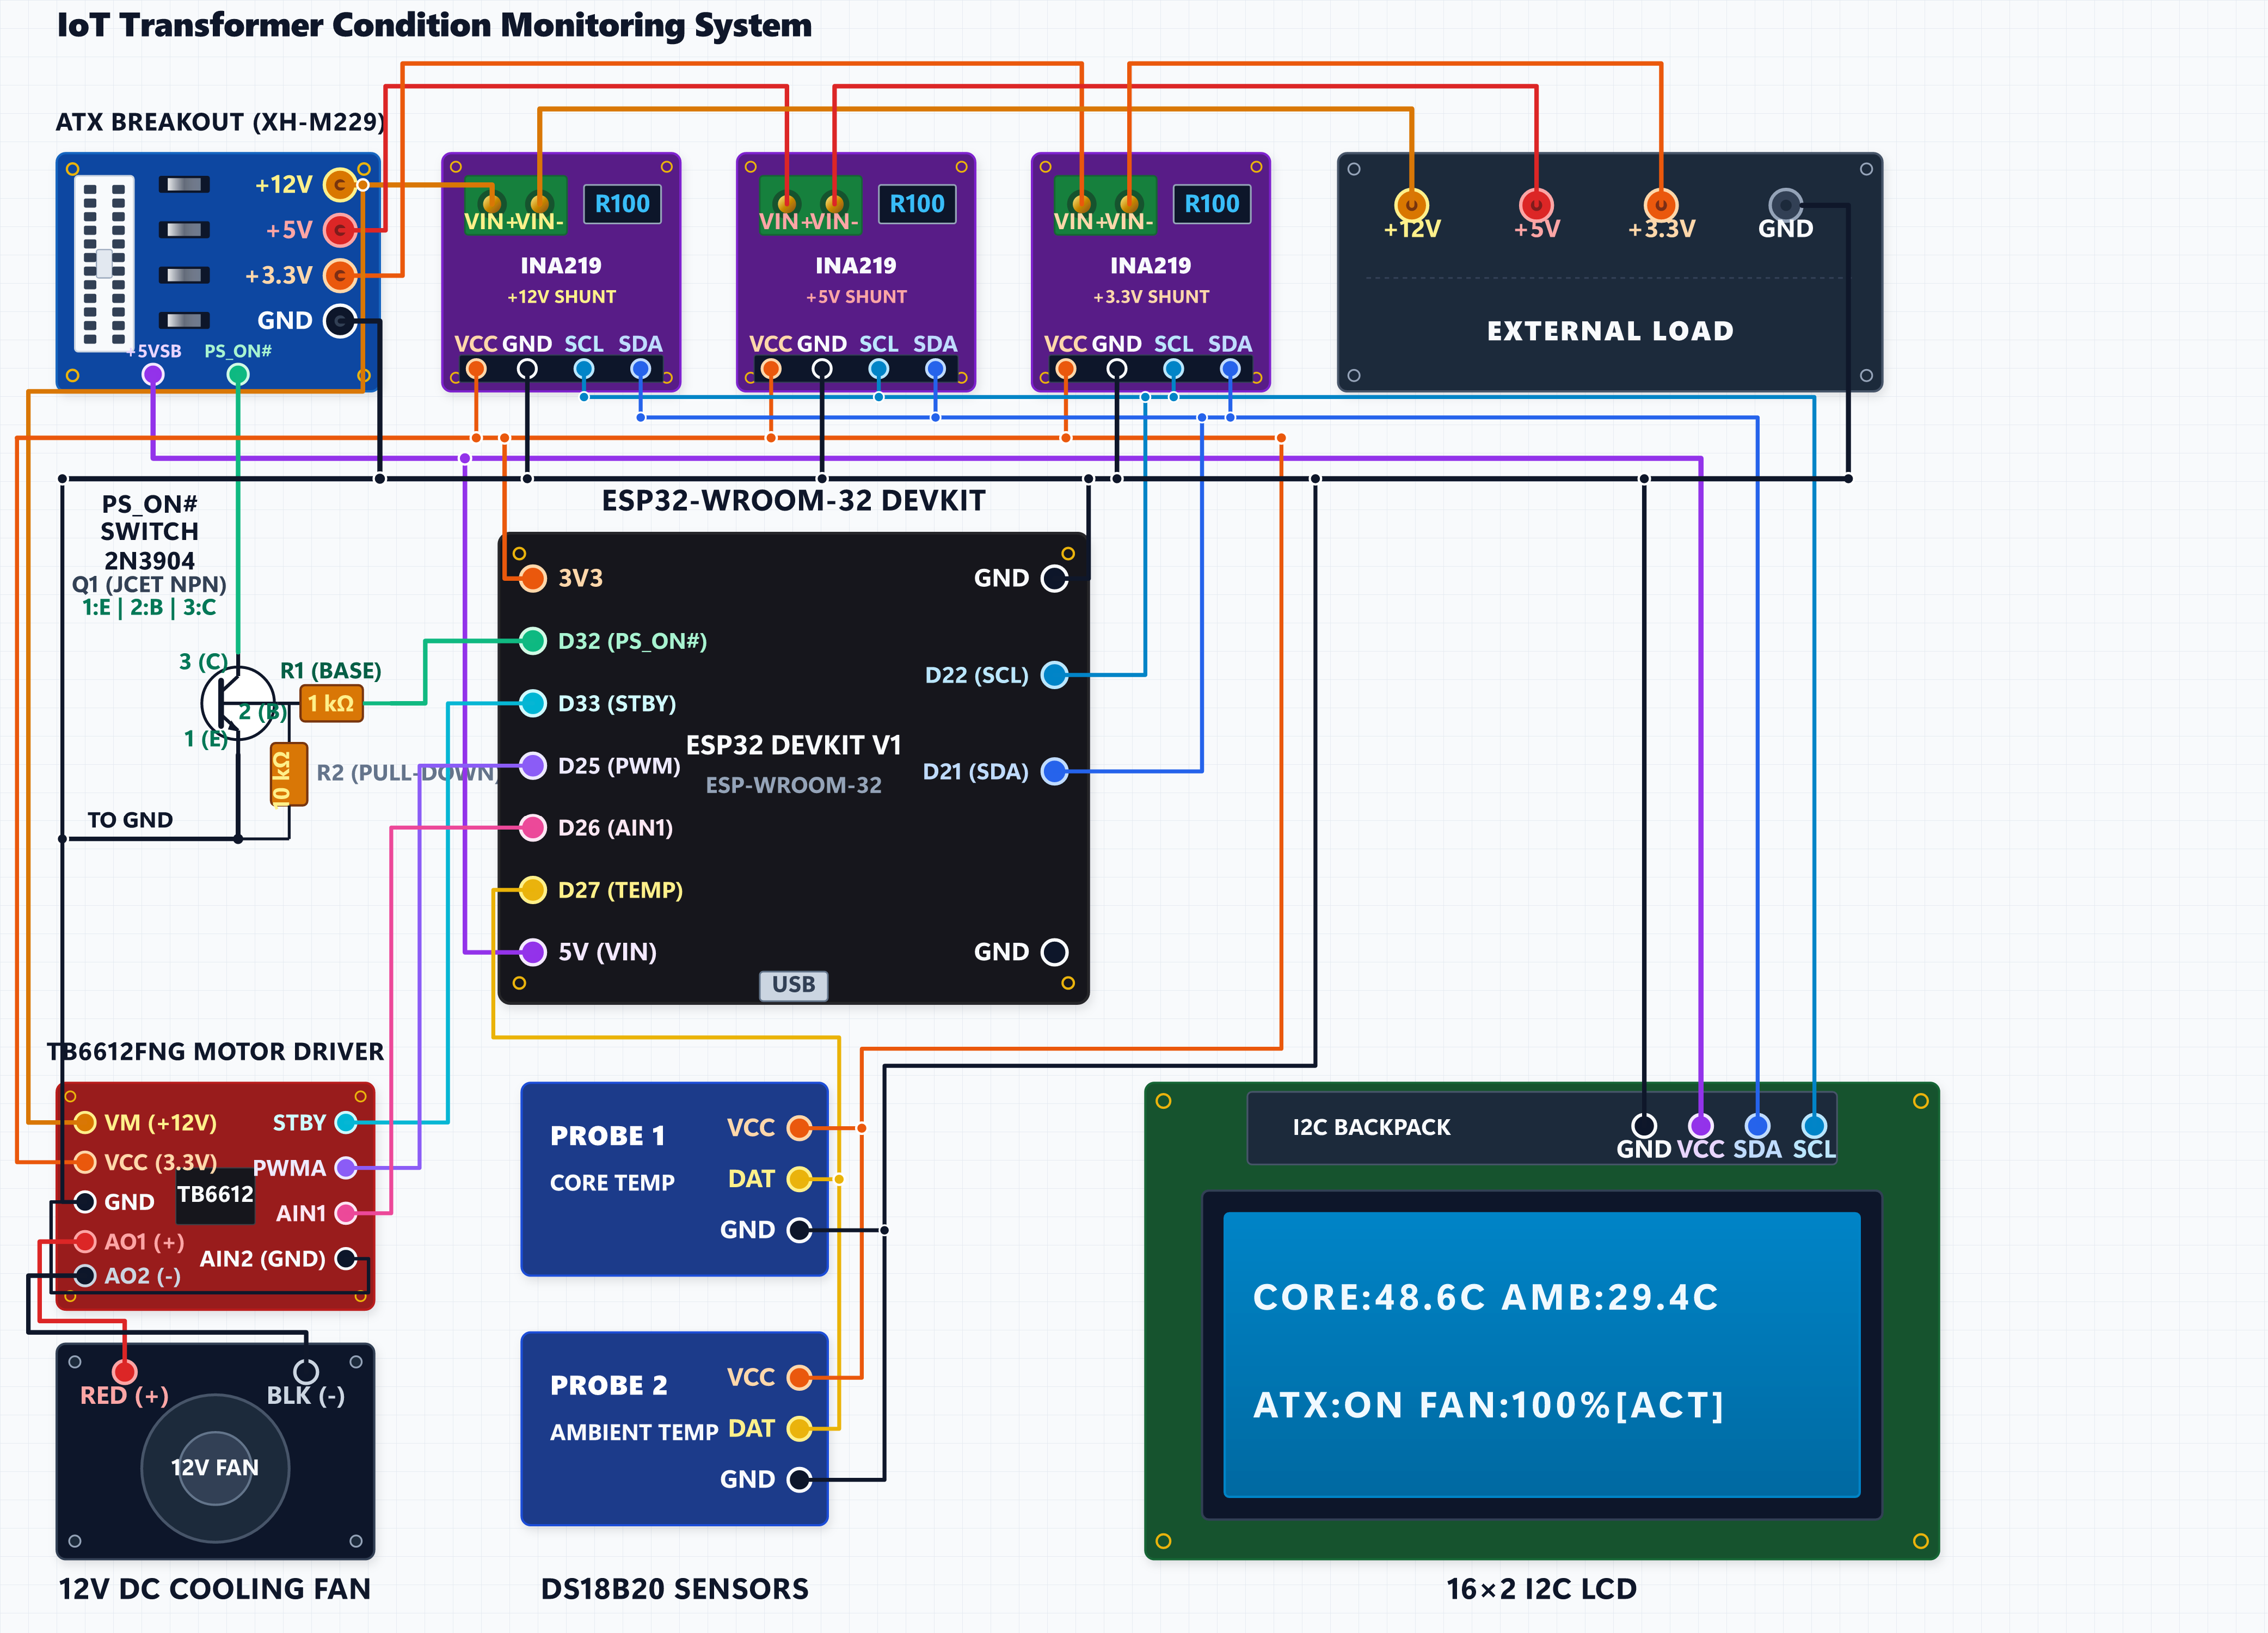 IoT Transformer Condition Monitoring System
ATX BREAKOUT (XH-M229)
+12V
+5V
+3.3V
GND
+5VSB
PS_ON#
VIN+
VIN-
R100
INA219
+12V SHUNT
VCC
GND
SCL
SDA
VIN+
VIN-
R100
INA219
+5V SHUNT
VCC
GND
SCL
SDA
VIN+
VIN-
R100
INA219
+3.3V SHUNT
VCC
GND
SCL
SDA
+12V
+5V
+3.3V
GND
EXTERNAL LOAD
PS_ON#
SWITCH
2N3904
Q1 (JCET NPN)
1:E | 2:B | 3:C
3 (C)
2 (B)
1 (E)
R1 (BASE)
1 kΩ
10 kΩ
R2 (PULL-DOWN)
TO GND
ESP32-WROOM-32 DEVKIT
3V3
D32 (PS_ON#)
D33 (STBY)
D25 (PWM)
D26 (AIN1)
D27 (TEMP)
5V (VIN)
GND
D22 (SCL)
D21 (SDA)
GND
ESP32 DEVKIT V1
ESP-WROOM-32
USB
TB6612FNG MOTOR DRIVER
VM (+12V)
VCC (3.3V)
GND
AO1 (+)
AO2 (-)
STBY
PWMA
AIN1
AIN2 (GND)
TB6612
RED (+)
BLK (-)
12V FAN
12V DC COOLING FAN
PROBE 1
CORE TEMP
VCC
DAT
GND
PROBE 2
AMBIENT TEMP
VCC
DAT
GND
DS18B20 SENSORS
I2C BACKPACK
GND
VCC
SDA
SCL
CORE:48.6C AMB:29.4C
ATX:ON FAN:100%[ACT]
16×2 I2C LCD